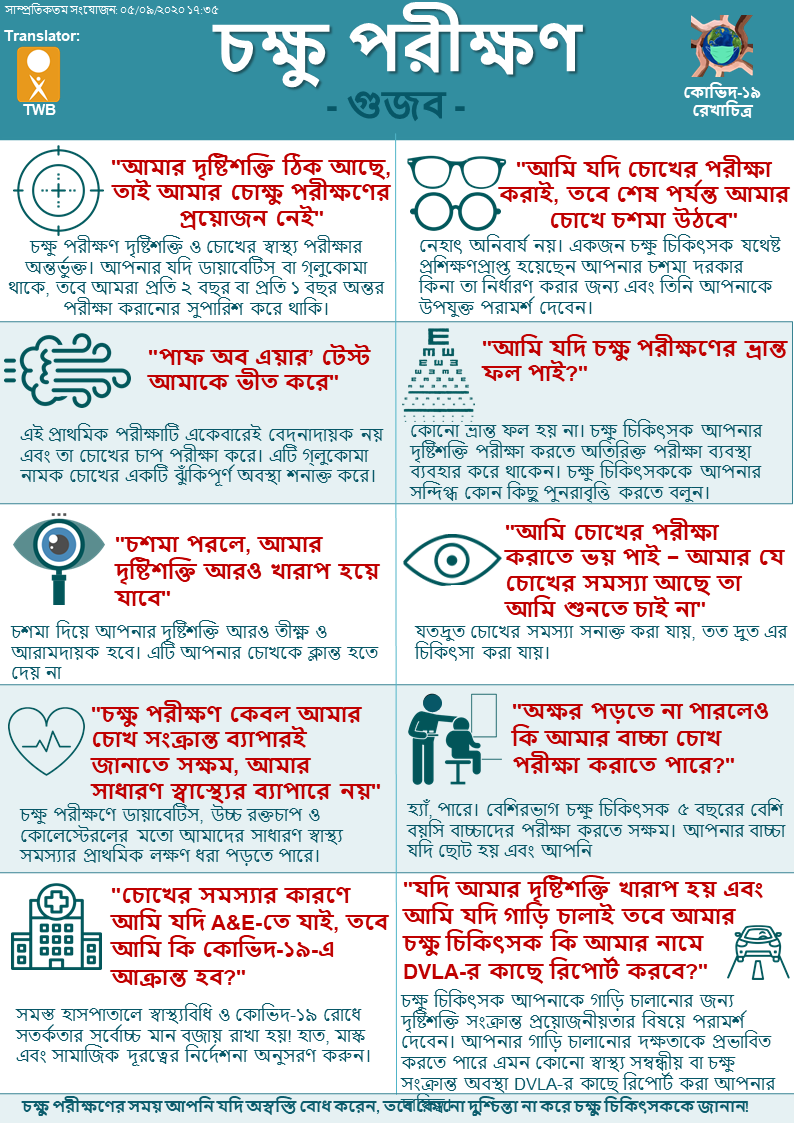 সাম্প্রতিকতম সংযোজন: ০৫/০৯/২০২০ ১৭:৩৫
Translator:
TWB
চক্ষু পরীক্ষণ
- গুজব -
কোভিদ-১৯
রেখাচিত্র
"আমার দৃষ্টিশক্তি ঠিক আছে,
তাই আমার চোক্ষু পরীক্ষণের
প্রয়োজন নেই"
চক্ষু পরীক্ষণ দৃষ্টিশক্তি ও চোখের স্বাস্থ্য পরীক্ষার
অন্তর্ভুক্ত। আপনার যদি ডায়াবেটিস বা গ্লুকোমা
থাকে, তবে আমরা প্রতি ২ বছর বা প্রতি ১ বছর অন্তর
পরীক্ষা করানোর সুপারিশ করে থাকি।
"আমি যদি চোখের পরীক্ষা
করাই, তবে শেষ পর্যন্ত আমার
চোখে চশমা উঠবে"
নেহাৎ অনিবার্য নয়। একজন চক্ষু চিকিৎসক যথেষ্ট
প্রশিক্ষণপ্রাপ্ত হয়েছেন আপনার চশমা দরকার
কিনা তা নির্ধারণ করার জন্য এবং তিনি আপনাকে
উপযুক্ত পরামর্শ দেবেন।
"পাফ অব এয়ার’ টেস্ট
আমাকে ভীত করে"
এই প্রাথমিক পরীক্ষাটি একেবারেই বেদনাদায়ক নয়
এবং তা চোখের চাপ পরীক্ষা করে। এটি গ্লুকোমা
নামক চোখের একটি ঝুঁকিপূর্ণ অবস্থা শনাক্ত করে।
"আমি যদি চক্ষু পরীক্ষণের ভ্রান্ত
ফল পাই?"
কোনো ভ্রান্ত ফল হয় না। চক্ষু চিকিৎসক আপনার
দৃষ্টিশক্তি পরীক্ষা করতে অতিরিক্ত পরীক্ষা ব্যবস্থা
ব্যবহার করে থাকেন। চক্ষু চিকিৎসককে আপনার
সন্দিগ্ধ কোন কিছু পুনরাবৃত্তি করতে বলুন।
"চশমা পরলে, আমার
দৃষ্টিশক্তি আরও খারাপ হয়ে
যাবে"
চশমা দিয়ে আপনার দৃষ্টিশক্তি আরও তীক্ষ্ণ ও
আরামদায়ক হবে। এটি আপনার চোখকে ক্লান্ত হতে
দেয় না
"আমি চোখের পরীক্ষা
করাতে ভয় পাই – আমার যে
চোখের সমস্যা আছে তা
আমি শুনতে চাই না"
যতদ্রুত চোখের সমস্যা সনাক্ত করা যায়, তত দ্রুত এর
চিকিৎসা করা যায়।
"চক্ষু পরীক্ষণ কেবল আমার
চোখ সংক্রান্ত ব্যাপারই
জানাতে সক্ষম, আমার
সাধারণ স্বাস্থ্যের ব্যাপারে নয়"
চক্ষু পরীক্ষণে ডায়াবেটিস, উচ্চ রক্তচাপ ও
কোলেস্টেরলের মতো আমাদের সাধারণ স্বাস্থ্য
সমস্যার প্রাথমিক লক্ষণ ধরা পড়তে পারে।
"অক্ষর পড়তে না পারলেও
কি আমার বাচ্চা চোখ
পরীক্ষা করাতে পারে?"
হ্যাঁ, পারে। বেশিরভাগ চক্ষু চিকিৎসক ৫ বছরের বেশি
বয়সি বাচ্চাদের পরীক্ষা করতে সক্ষম। আপনার বাচ্চা
যদি ছোট হয় এবং আপনি
"চোখের সমস্যার কারণে
আমি যদি A&E-তে যাই, তবে
আমি কি কোভিদ-১৯-এ
আক্রান্ত হব?"
সমস্ত হাসপাতালে স্বাস্থ্যবিধি ও কোভিদ-১৯ রোধে
সতর্কতার সর্বোচ্চ মান বজায় রাখা হয়! হাত, মাস্ক
এবং সামাজিক দূরত্বের নির্দেশনা অনুসরণ করুন।
"যদি আমার দৃষ্টিশক্তি খারাপ হয় এবং
আমি যদি গাড়ি চালাই তবে আমার
চক্ষু চিকিৎসক কি আমার নামে
DVLA-র কাছে রিপোর্ট করবে?"
চক্ষু চিকিৎসক আপনাকে গাড়ি চালানোর জন্য
দৃষ্টিশক্তি সংক্রান্ত প্রয়োজনীয়তার বিষয়ে পরামর্শ
দেবেন। আপনার গাড়ি চালানোর দক্ষতাকে প্রভাবিত
করতে পারে এমন কোনো স্বাস্থ্য সম্বন্ধীয় বা চক্ষু
সংক্রান্ত অবস্থা DVLA-র কাছে রিপোর্ট করা আপনার
চক্ষু পরীক্ষণের সময় আপনি যদি অস্বস্তি বোধ করেন, তবে কোনো দুশ্চিন্তা না করে চক্ষু চিকিৎসককে জানান!